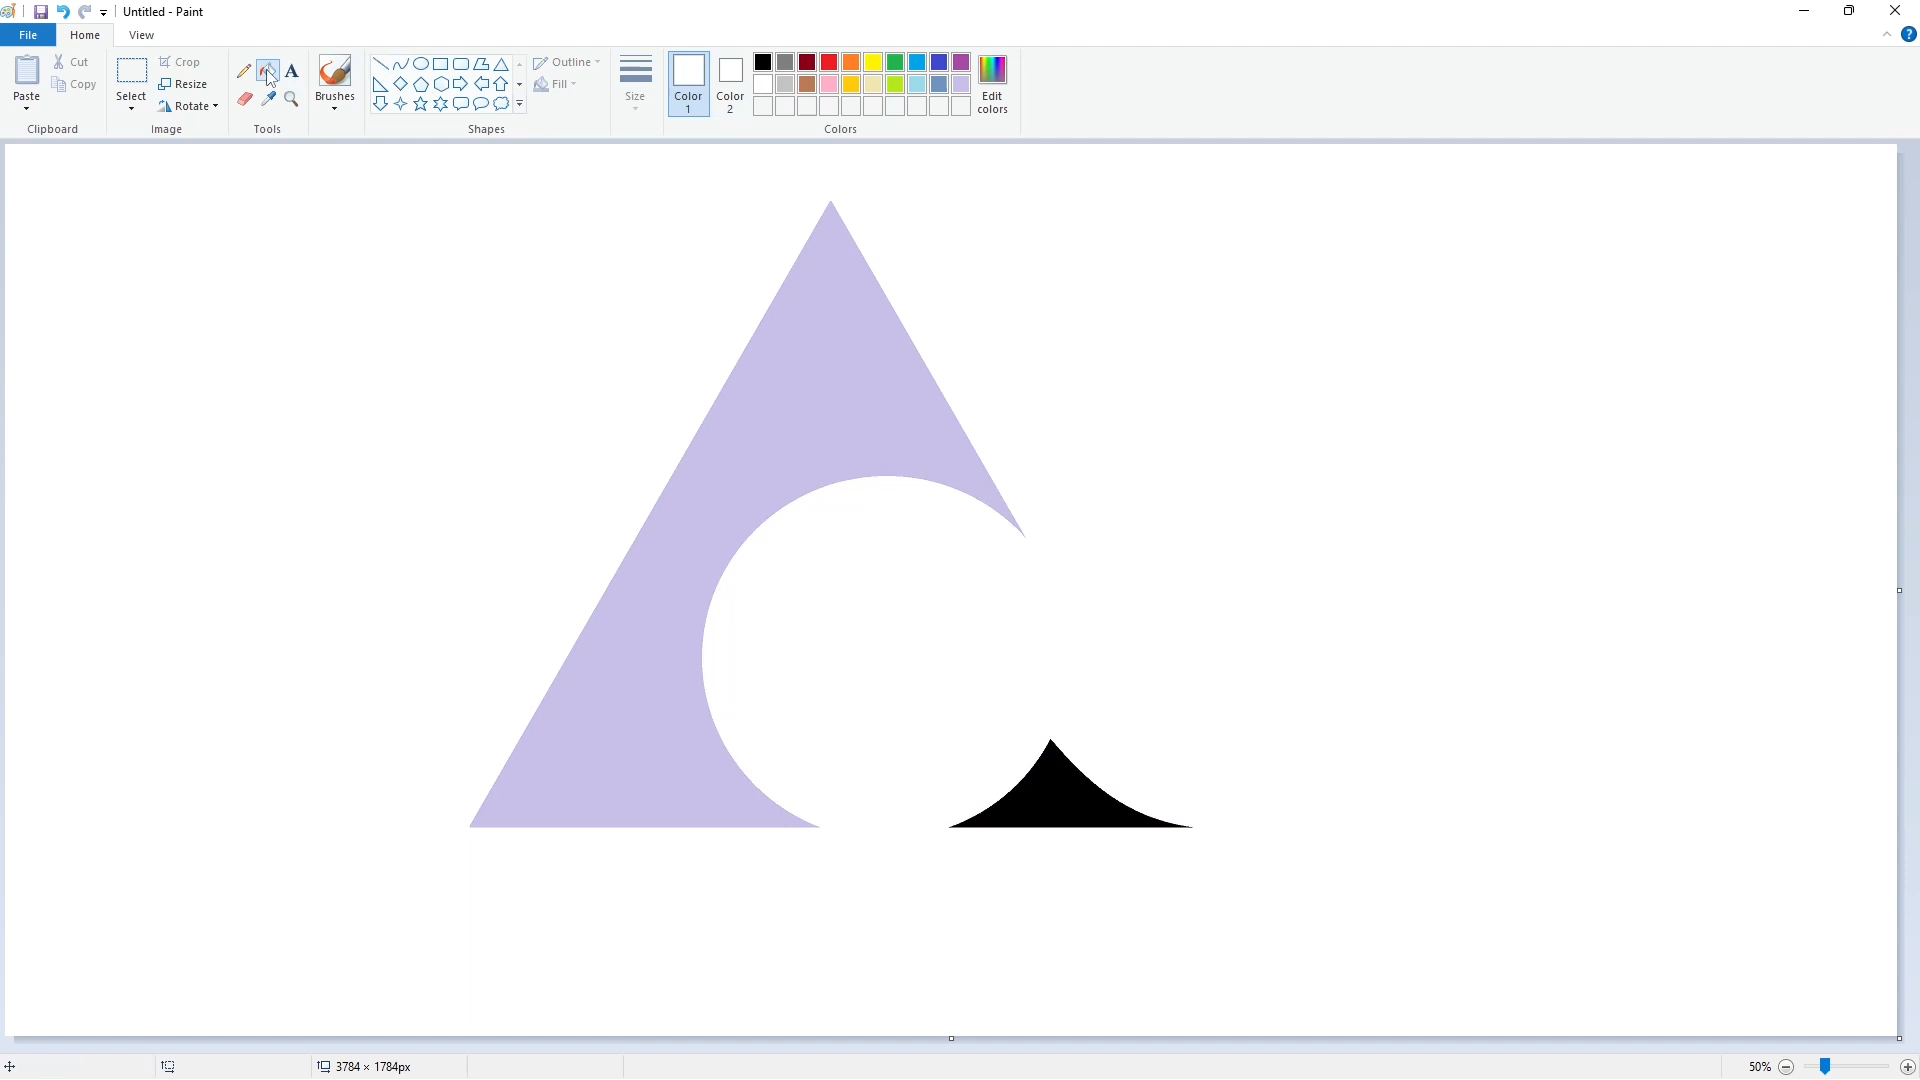 Untitled - Paint
File
Home
View
Paste
Cut
Copy
Clipboard
Select
Crop
Resize
Rotate
Image
A
Tools
Brushes
Shapes
Outline
Fill
Size
Color
1
Color
2
Colors
Edit
colors
?
3784 × 1784px
50%